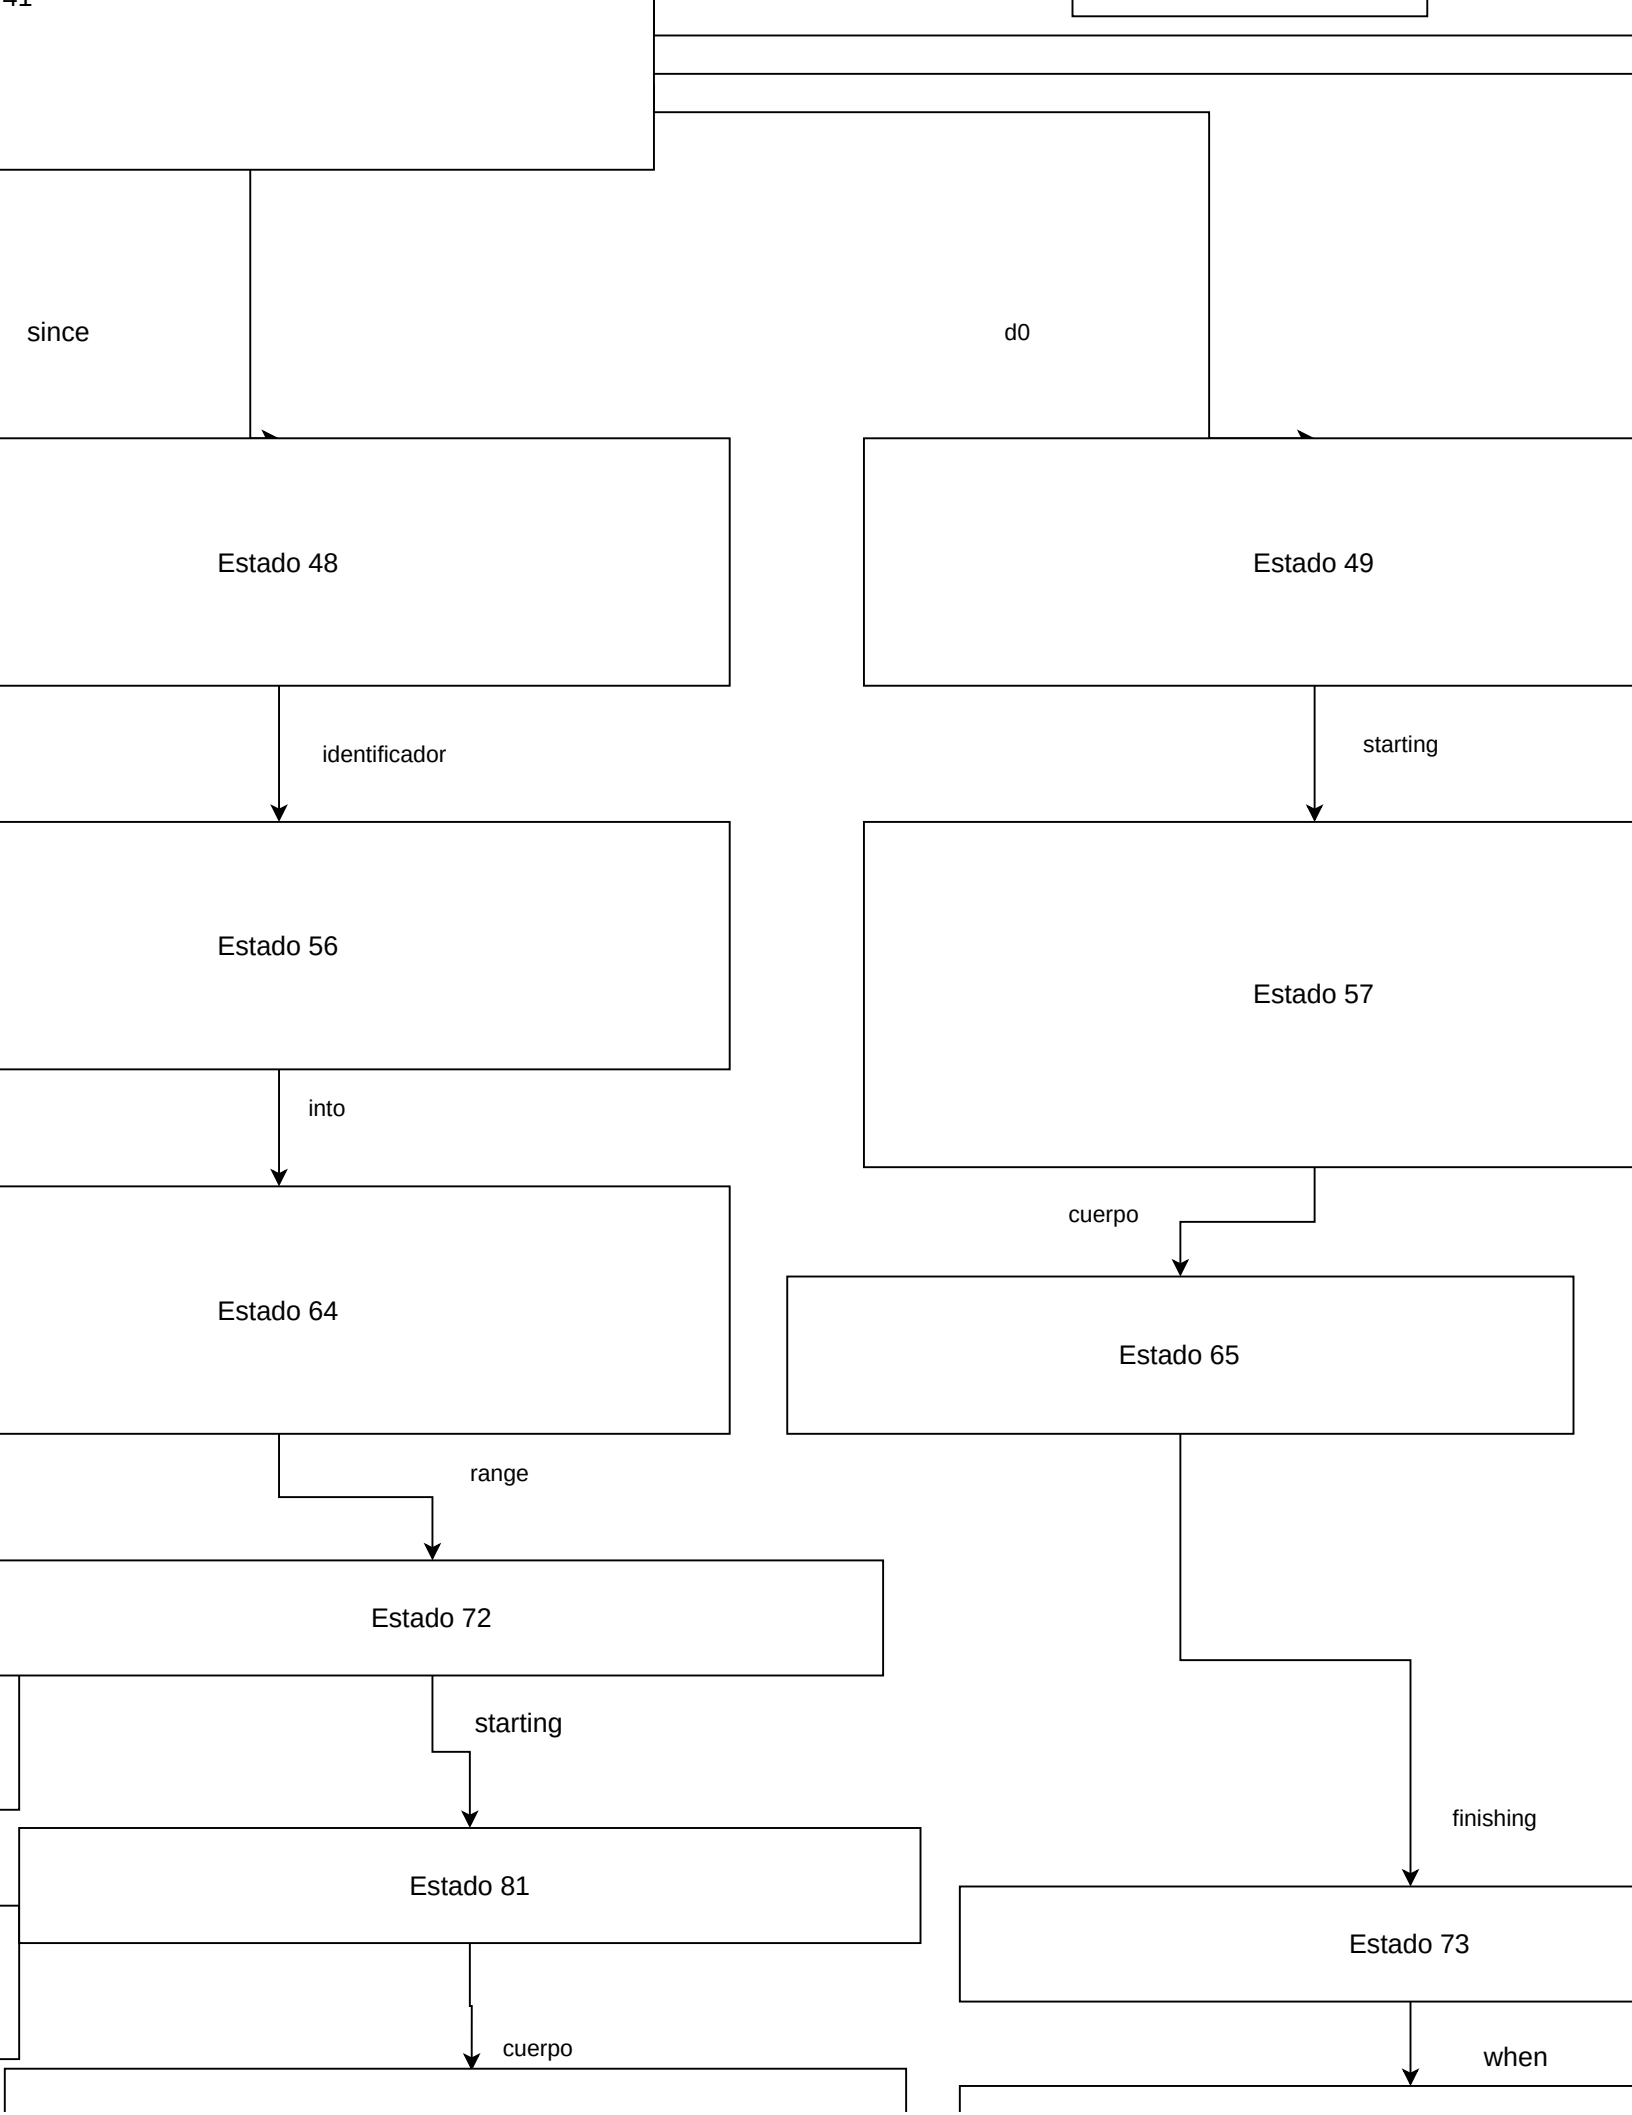 41
since
d0
Estado 48
Estado 49
identificador
starting
Estado 56
Estado 57
into
cuerpo
Estado 64
Estado 65
range
Estado 72
starting
finishing
Estado 81
Estado 73
cuerpo
when